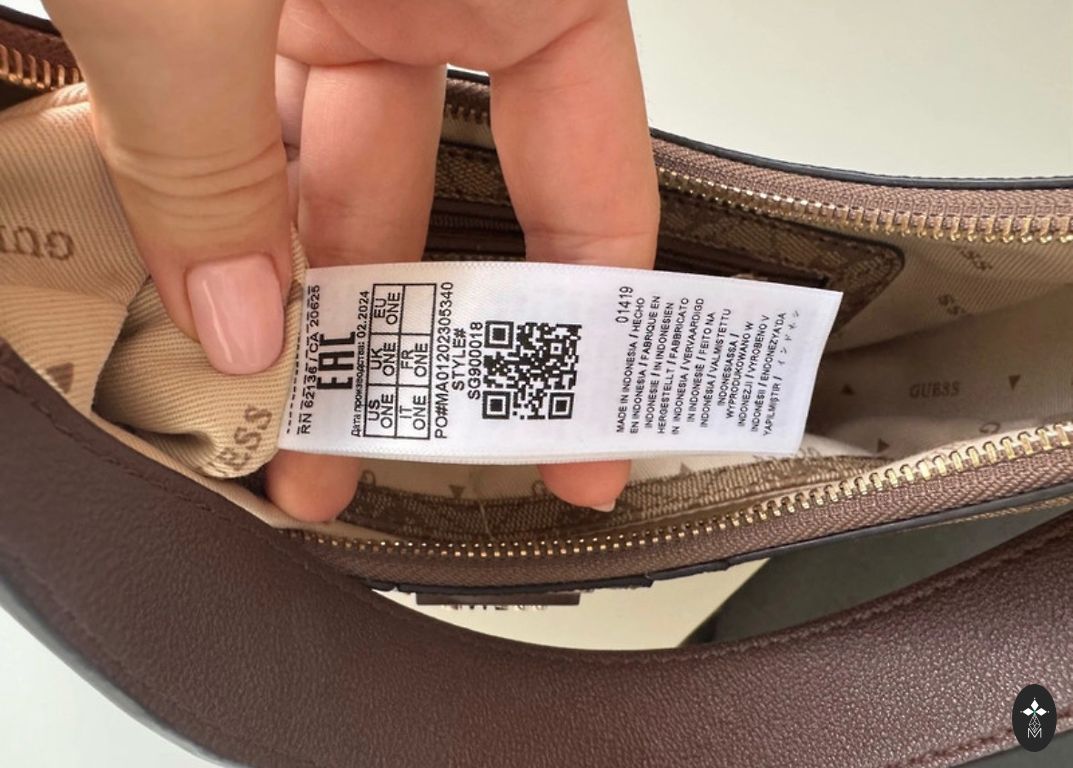 RN 62136 / CA 20625
EAC
Дата производства: 02.2024
US UK EU
ONE ONE ONE
IT FR
ONE ONE
PO#MA01202305340
STYLE#
SG900018
01419
MADE IN INDONESIA / HECHO
EN INDONESIA / FABRIQUE EN
INDONESIE / IN INDONESIEN
HERGESTELLT / FABBRICATO
IN INDONESIA / VERVAARDIGD
IN INDONESIE / FEITO NA
INDONÉSIA / VALMISTETTU
INDONESIASSA /
WYPRODUKOWANO W
INDONEZJI / VYROBENO V
INDONÉSII / ENDONEZYA'DA
YAPILMIŞTIR /
GUESS
M